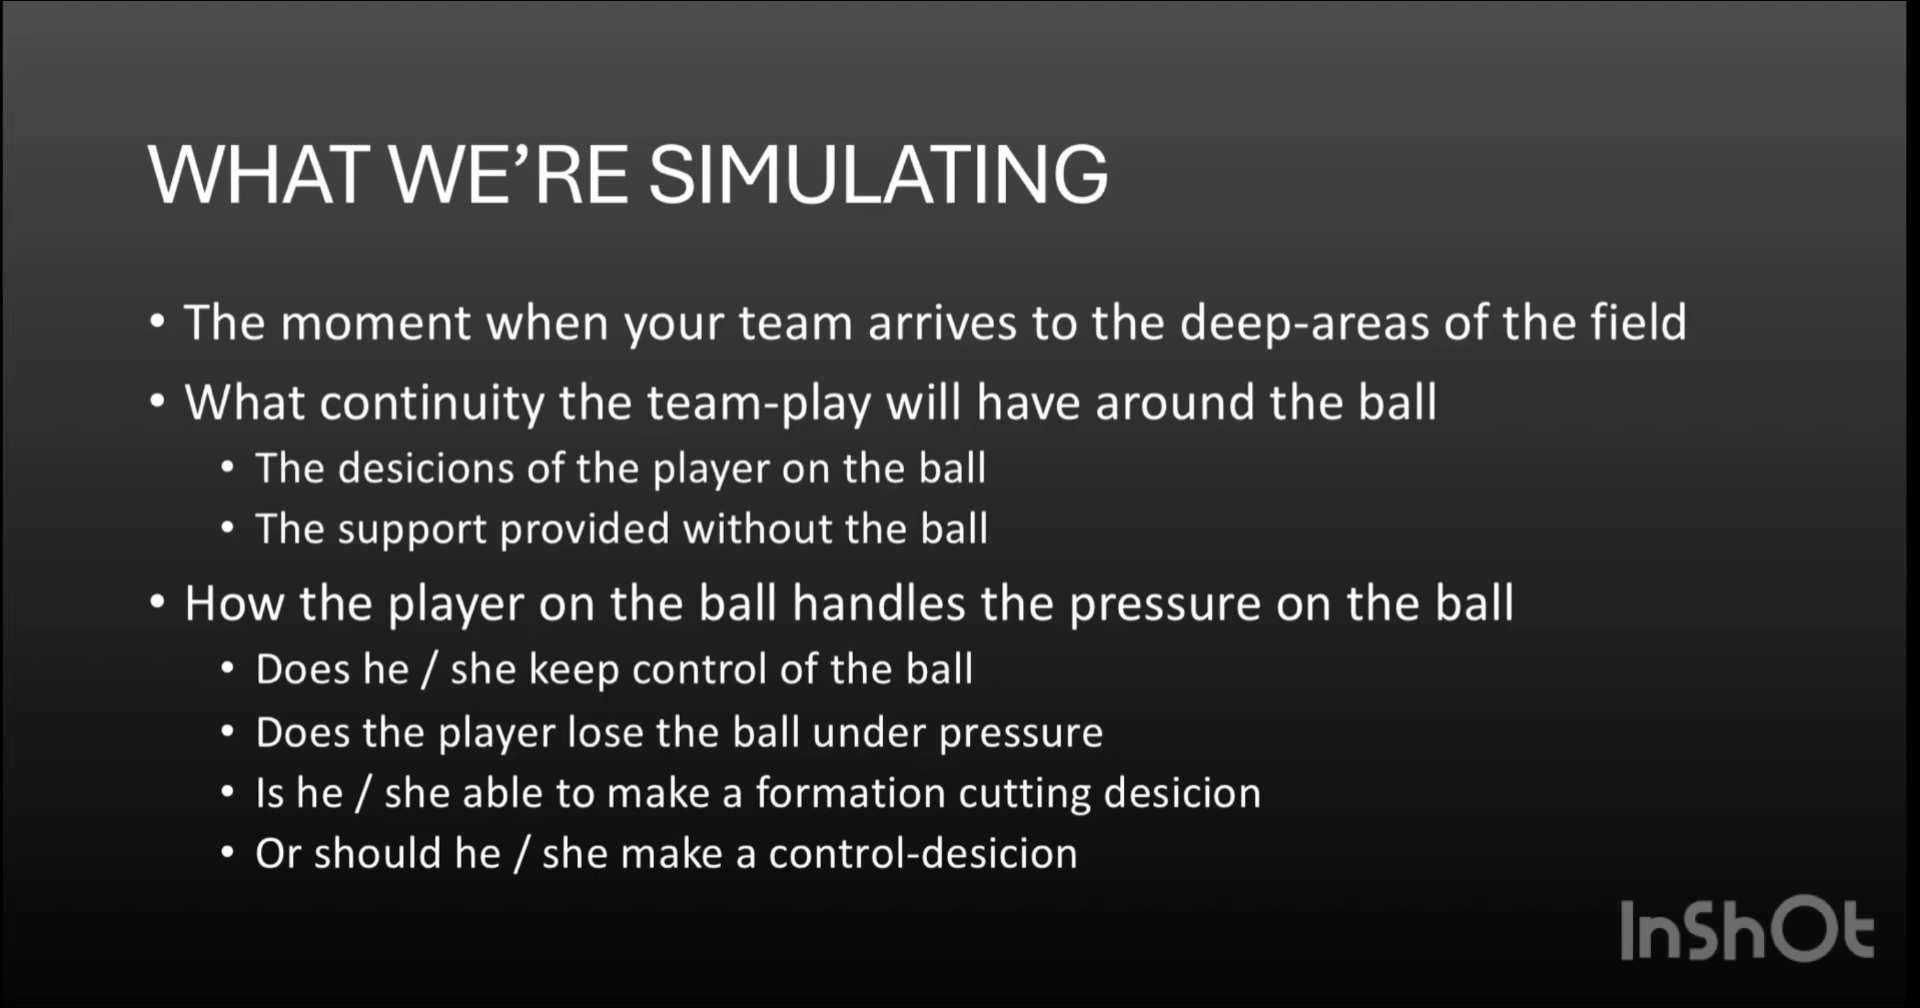 WHAT WE’RE SIMULATING
• The moment when your team arrives to the deep-areas of the field
• What continuity the team-play will have around the ball
• The desicions of the player on the ball
• The support provided without the ball
• How the player on the ball handles the pressure on the ball
• Does he / she keep control of the ball
• Does the player lose the ball under pressure
• Is he / she able to make a formation cutting desicion
• Or should he / she make a control-desicion
InShOt